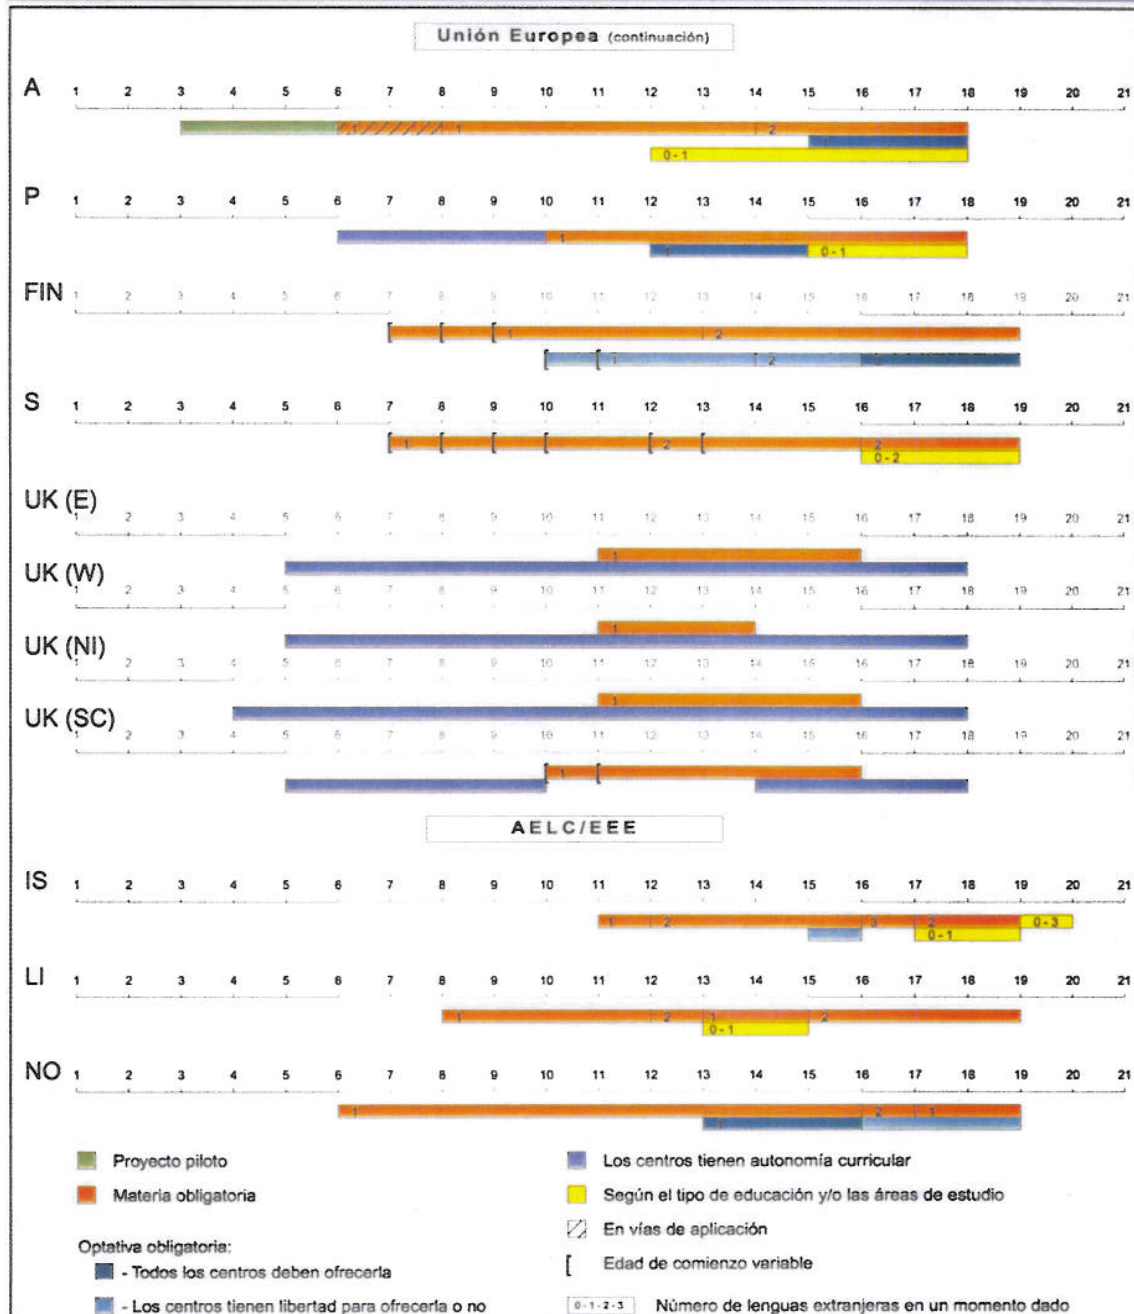 Unión Europea (continuación)
A 1 2 3 4 5 6 7 8 9 10 11 12 13 14 15 16 17 18 19 20 21
1 1 2
0 - 1
P 1 2 3 4 5 6 7 8 9 10 11 12 13 14 15 16 17 18 19 20 21
1
1 0 - 1
FIN 1 2 3 4 5 6 7 8 9 10 11 12 13 14 15 16 17 18 19 20 21
1 2
1 2
S 1 2 3 4 5 6 7 8 9 10 11 12 13 14 15 16 17 18 19 20 21
1 2 2
0 - 2
UK (E) 1 2 3 4 5 6 7 8 9 10 11 12 13 14 15 16 17 18 19 20 21
1
UK (W) 1 2 3 4 5 6 7 8 9 10 11 12 13 14 15 16 17 18 19 20 21
1
UK (NI) 1 2 3 4 5 6 7 8 9 10 11 12 13 14 15 16 17 18 19 20 21
1
UK (SC) 1 2 3 4 5 6 7 8 9 10 11 12 13 14 15 16 17 18 19 20 21
1
AELC/EEE
IS 1 2 3 4 5 6 7 8 9 10 11 12 13 14 15 16 17 18 19 20 21
1 2 3 2 0 - 3
0 - 1
LI 1 2 3 4 5 6 7 8 9 10 11 12 13 14 15 16 17 18 19 20 21
1 2 1 2
0 - 1
NO 1 2 3 4 5 6 7 8 9 10 11 12 13 14 15 16 17 18 19 20 21
1 2 1
1
Proyecto piloto
Materia obligatoria
Optativa obligatoria:
- Todos los centros deben ofrecerla
- Los centros tienen libertad para ofrecerla o no
Los centros tienen autonomía curricular
Según el tipo de educación y/o las áreas de estudio
En vías de aplicación
[ Edad de comienzo variable
0-1-2-3 Número de lenguas extranjeras en un momento dado